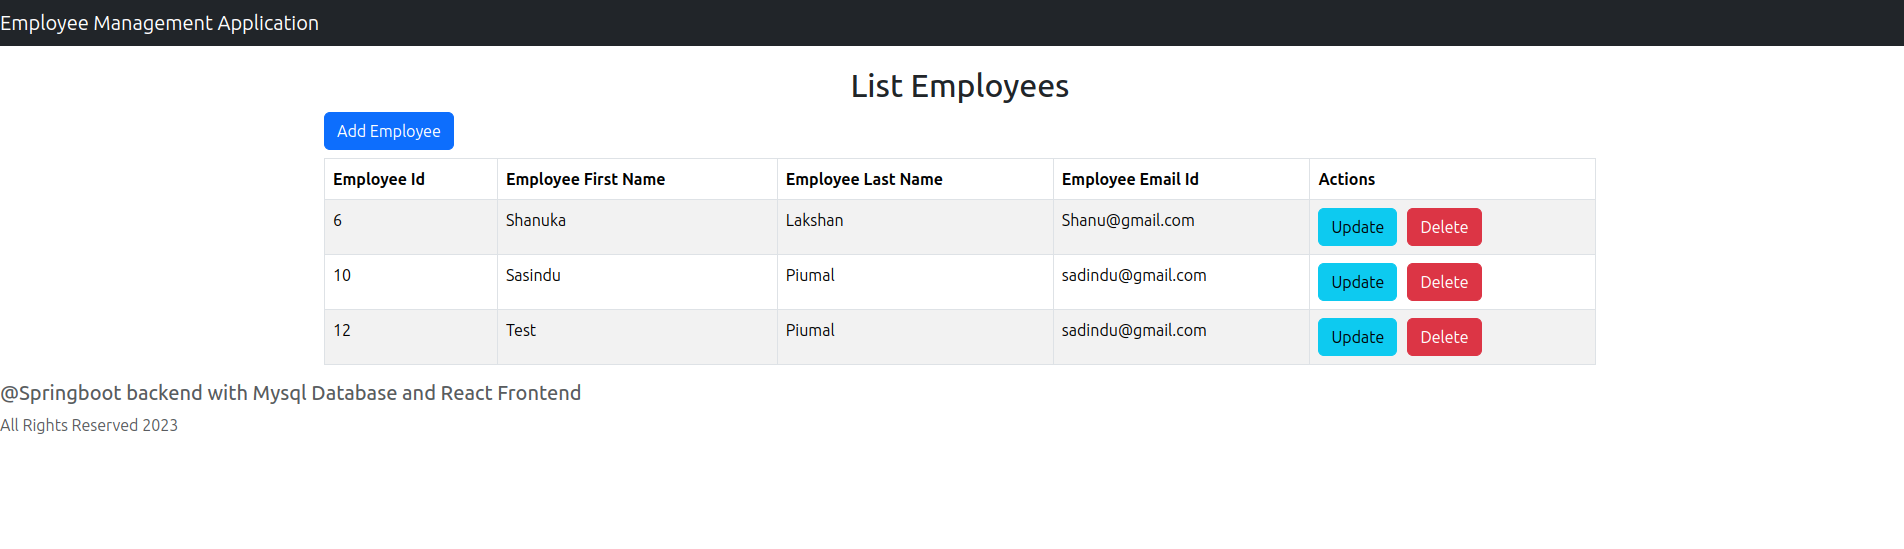 Employee Management Application
List Employees
Add Employee
Employee Id Employee First Name Employee Last Name Employee Email Id Actions
6 Shanuka Lakshan Shanu@gmail.com Update Delete
10 Sasindu Piumal sadindu@gmail.com Update Delete
12 Test Piumal sadindu@gmail.com Update Delete
@Springboot backend with Mysql Database and React Frontend
All Rights Reserved 2023